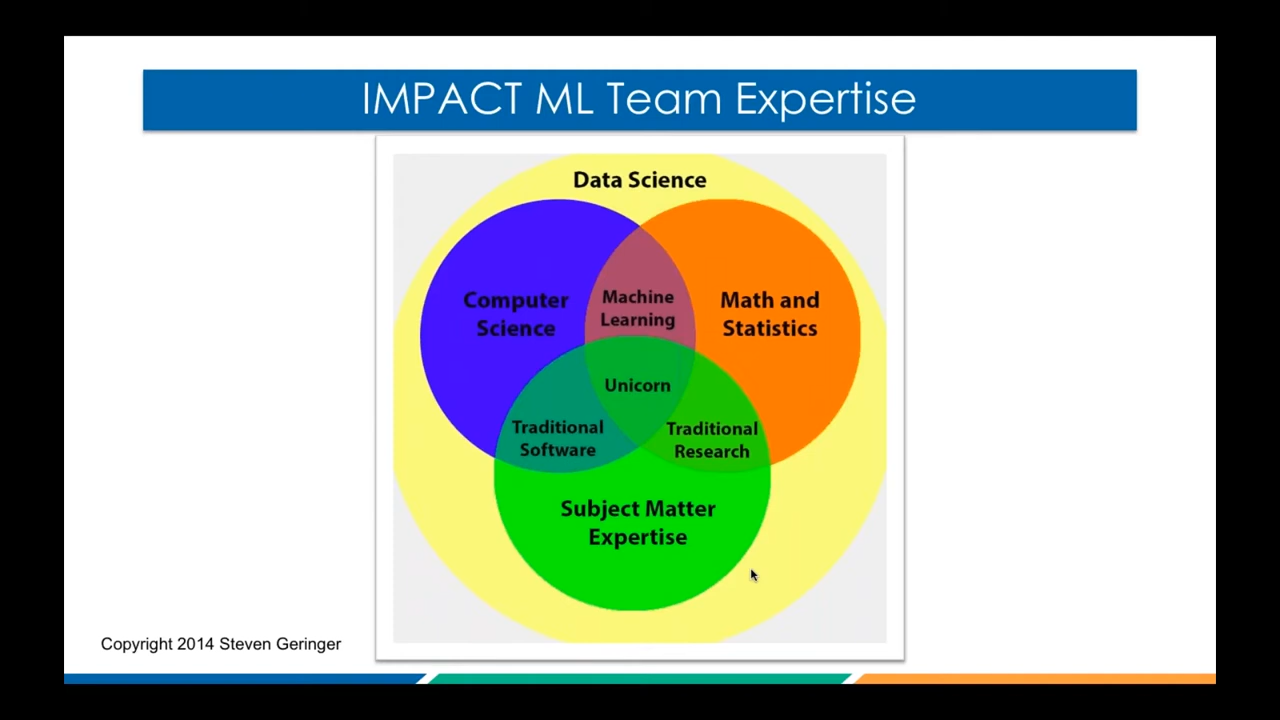 IMPACT ML Team Expertise
Data Science
Computer
Science
Machine
Learning
Math and
Statistics
Unicorn
Traditional
Software
Traditional
Research
Subject Matter
Expertise
Copyright 2014 Steven Geringer